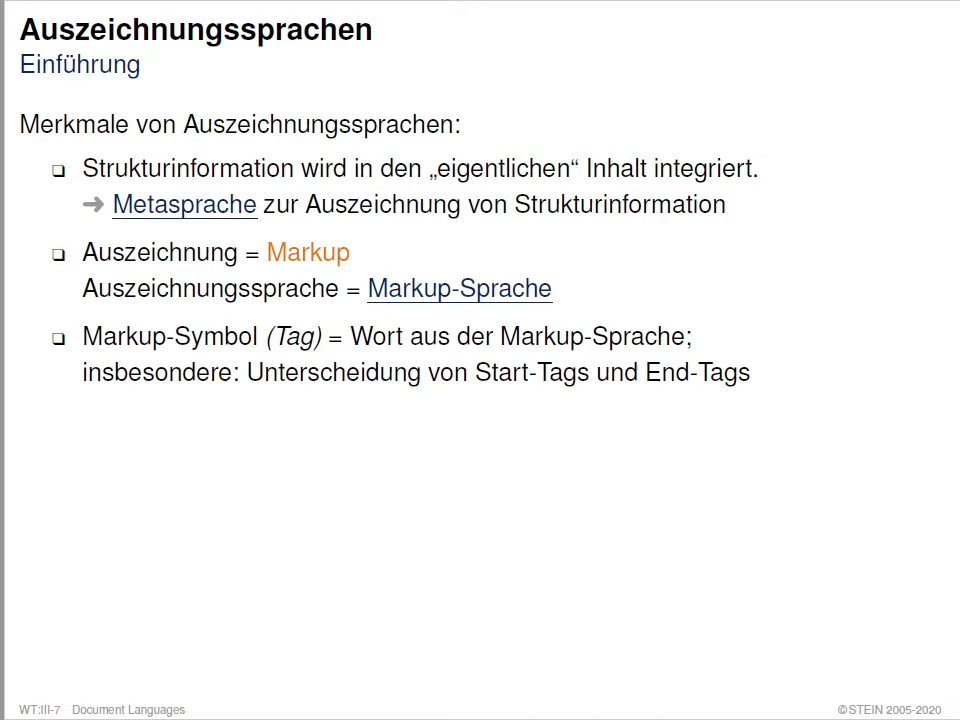 Auszeichnungssprachen
Einführung
Merkmale von Auszeichnungssprachen:
❑ Strukturinformation wird in den „eigentlichen“ Inhalt integriert.
➜ Metasprache zur Auszeichnung von Strukturinformation
❑ Auszeichnung = Markup
Auszeichnungssprache = Markup-Sprache
❑ Markup-Symbol (Tag) = Wort aus der Markup-Sprache;
insbesondere: Unterscheidung von Start-Tags und End-Tags
WT:III-7 Document Languages
©STEIN 2005-2020